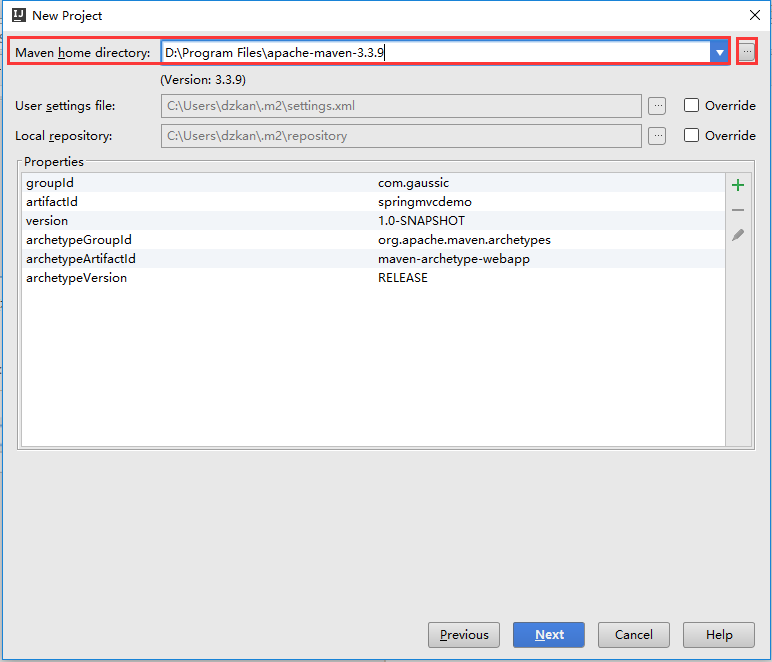 New Project
Maven home directory: D:\Program Files\apache-maven-3.3.9
(Version: 3.3.9)
User settings file: C:\Users\dzkan\.m2\settings.xml ... Override
Local repository: C:\Users\dzkan\.m2\repository ... Override
Properties
groupId com.gaussic
artifactId springmvcdemo
version 1.0-SNAPSHOT
archetypeGroupId org.apache.maven.archetypes
archetypeArtifactId maven-archetype-webapp
archetypeVersion RELEASE
Previous Next Cancel Help